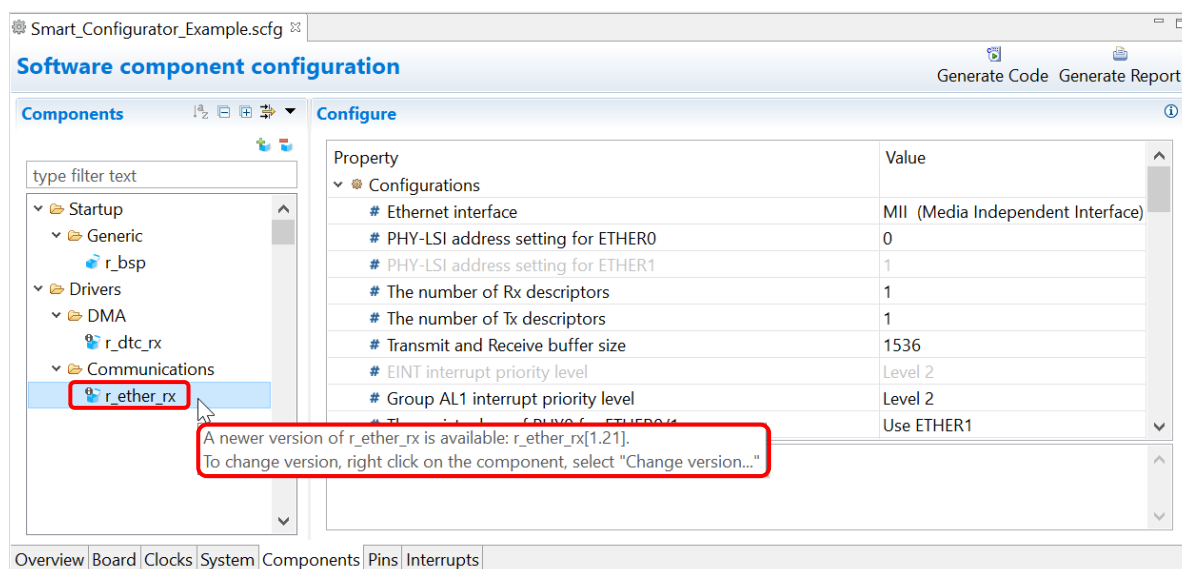 Smart_Configurator_Example.scfg
Software component configuration
Generate Code Generate Report
Components
Configure
type filter text
Startup
Generic
r_bsp
Drivers
DMA
r_dtc_rx
Communications
r_ether_rx
Property Value
Configurations
# Ethernet interface MII (Media Independent Interface)
# PHY-LSI address setting for ETHER0 0
# PHY-LSI address setting for ETHER1 1
# The number of Rx descriptors 1
# The number of Tx descriptors 1
# Transmit and Receive buffer size 1536
# EINT interrupt priority level Level 2
# Group AL1 interrupt priority level Level 2
Use ETHER1
A newer version of r_ether_rx is available: r_ether_rx[1.21].
To change version, right click on the component, select "Change version..."
Overview Board Clocks System Components Pins Interrupts